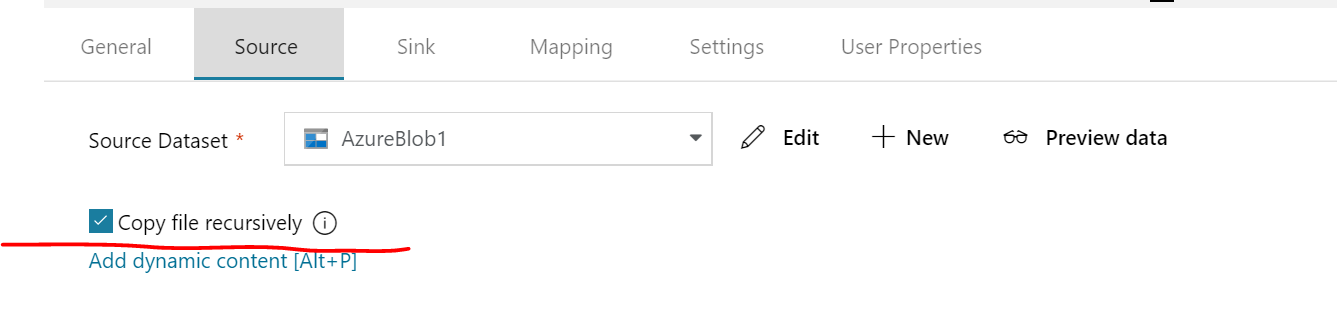 General Source Sink Mapping Settings User Properties
Source Dataset * AzureBlob1 Edit New Preview data
Copy file recursively
Add dynamic content [Alt+P]